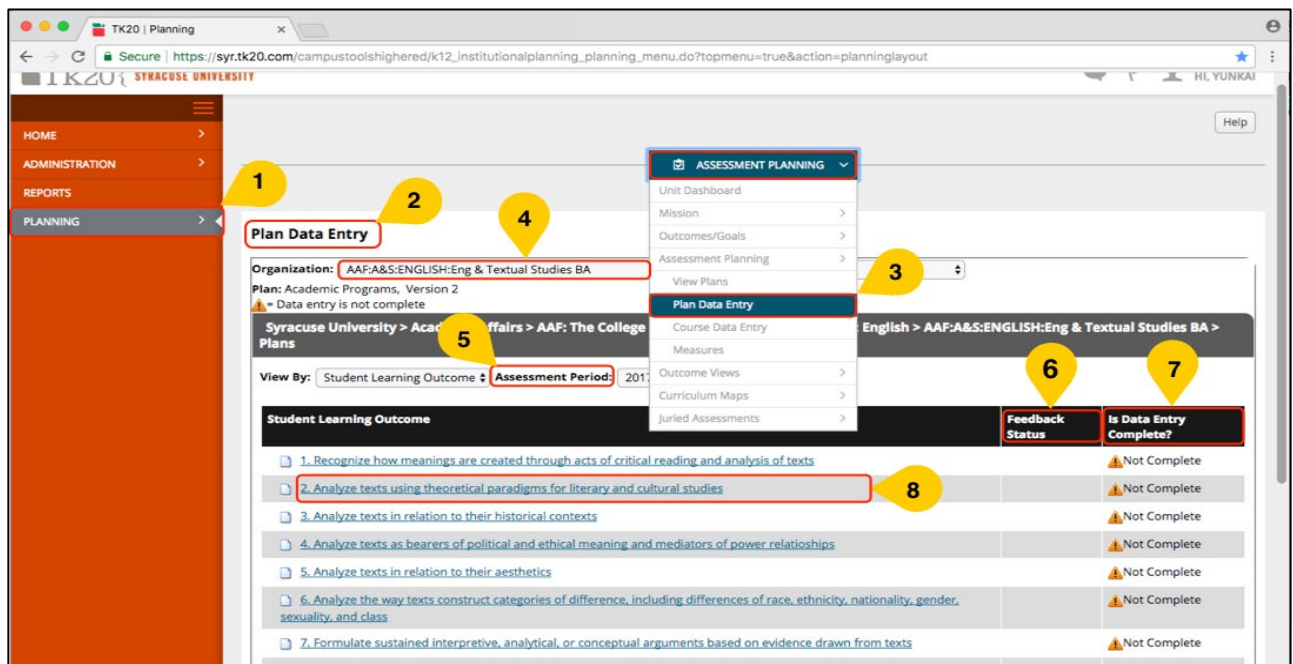 TK20 | Planning
Secure | https://syr.tk20.com/campustoolshighered/k12_institutionalplanning_planning_menu.do?topmenu=true&action=planninglayout
TK20 SYRACUSE UNIVERSITY
HI, YUNKAI
Help
HOME
ADMINISTRATION
REPORTS
PLANNING
1
2
4
ASSESSMENT PLANNING
Unit Dashboard
Mission
Outcomes/Goals
Assessment Planning
View Plans
Plan Data Entry
Course Data Entry
Measures
Outcome Views
Curriculum Maps
Juried Assessments
3
Plan Data Entry
Organization: AAF:A&S:ENGLISH:Eng & Textual Studies BA
Plan: Academic Programs, Version 2
= Data entry is not complete
Syracuse University > Acad ffairs > AAF: The College English > AAF:A&S:ENGLISH:Eng & Textual Studies BA >
Plans
5
6
7
View By: Student Learning Outcome Assessment Period: 2017
Student Learning Outcome
Feedback Status
Is Data Entry Complete?
1. Recognize how meanings are created through acts of critical reading and analysis of texts
Not Complete
2. Analyze texts using theoretical paradigms for literary and cultural studies
8
Not Complete
3. Analyze texts in relation to their historical contexts
Not Complete
4. Analyze texts as bearers of political and ethical meaning and mediators of power relatioships
Not Complete
5. Analyze texts in relation to their aesthetics
Not Complete
6. Analyze the way texts construct categories of difference, including differences of race, ethnicity, nationality, gender,
sexuality, and class
Not Complete
7. Formulate sustained interpretive, analytical, or conceptual arguments based on evidence drawn from texts
Not Complete